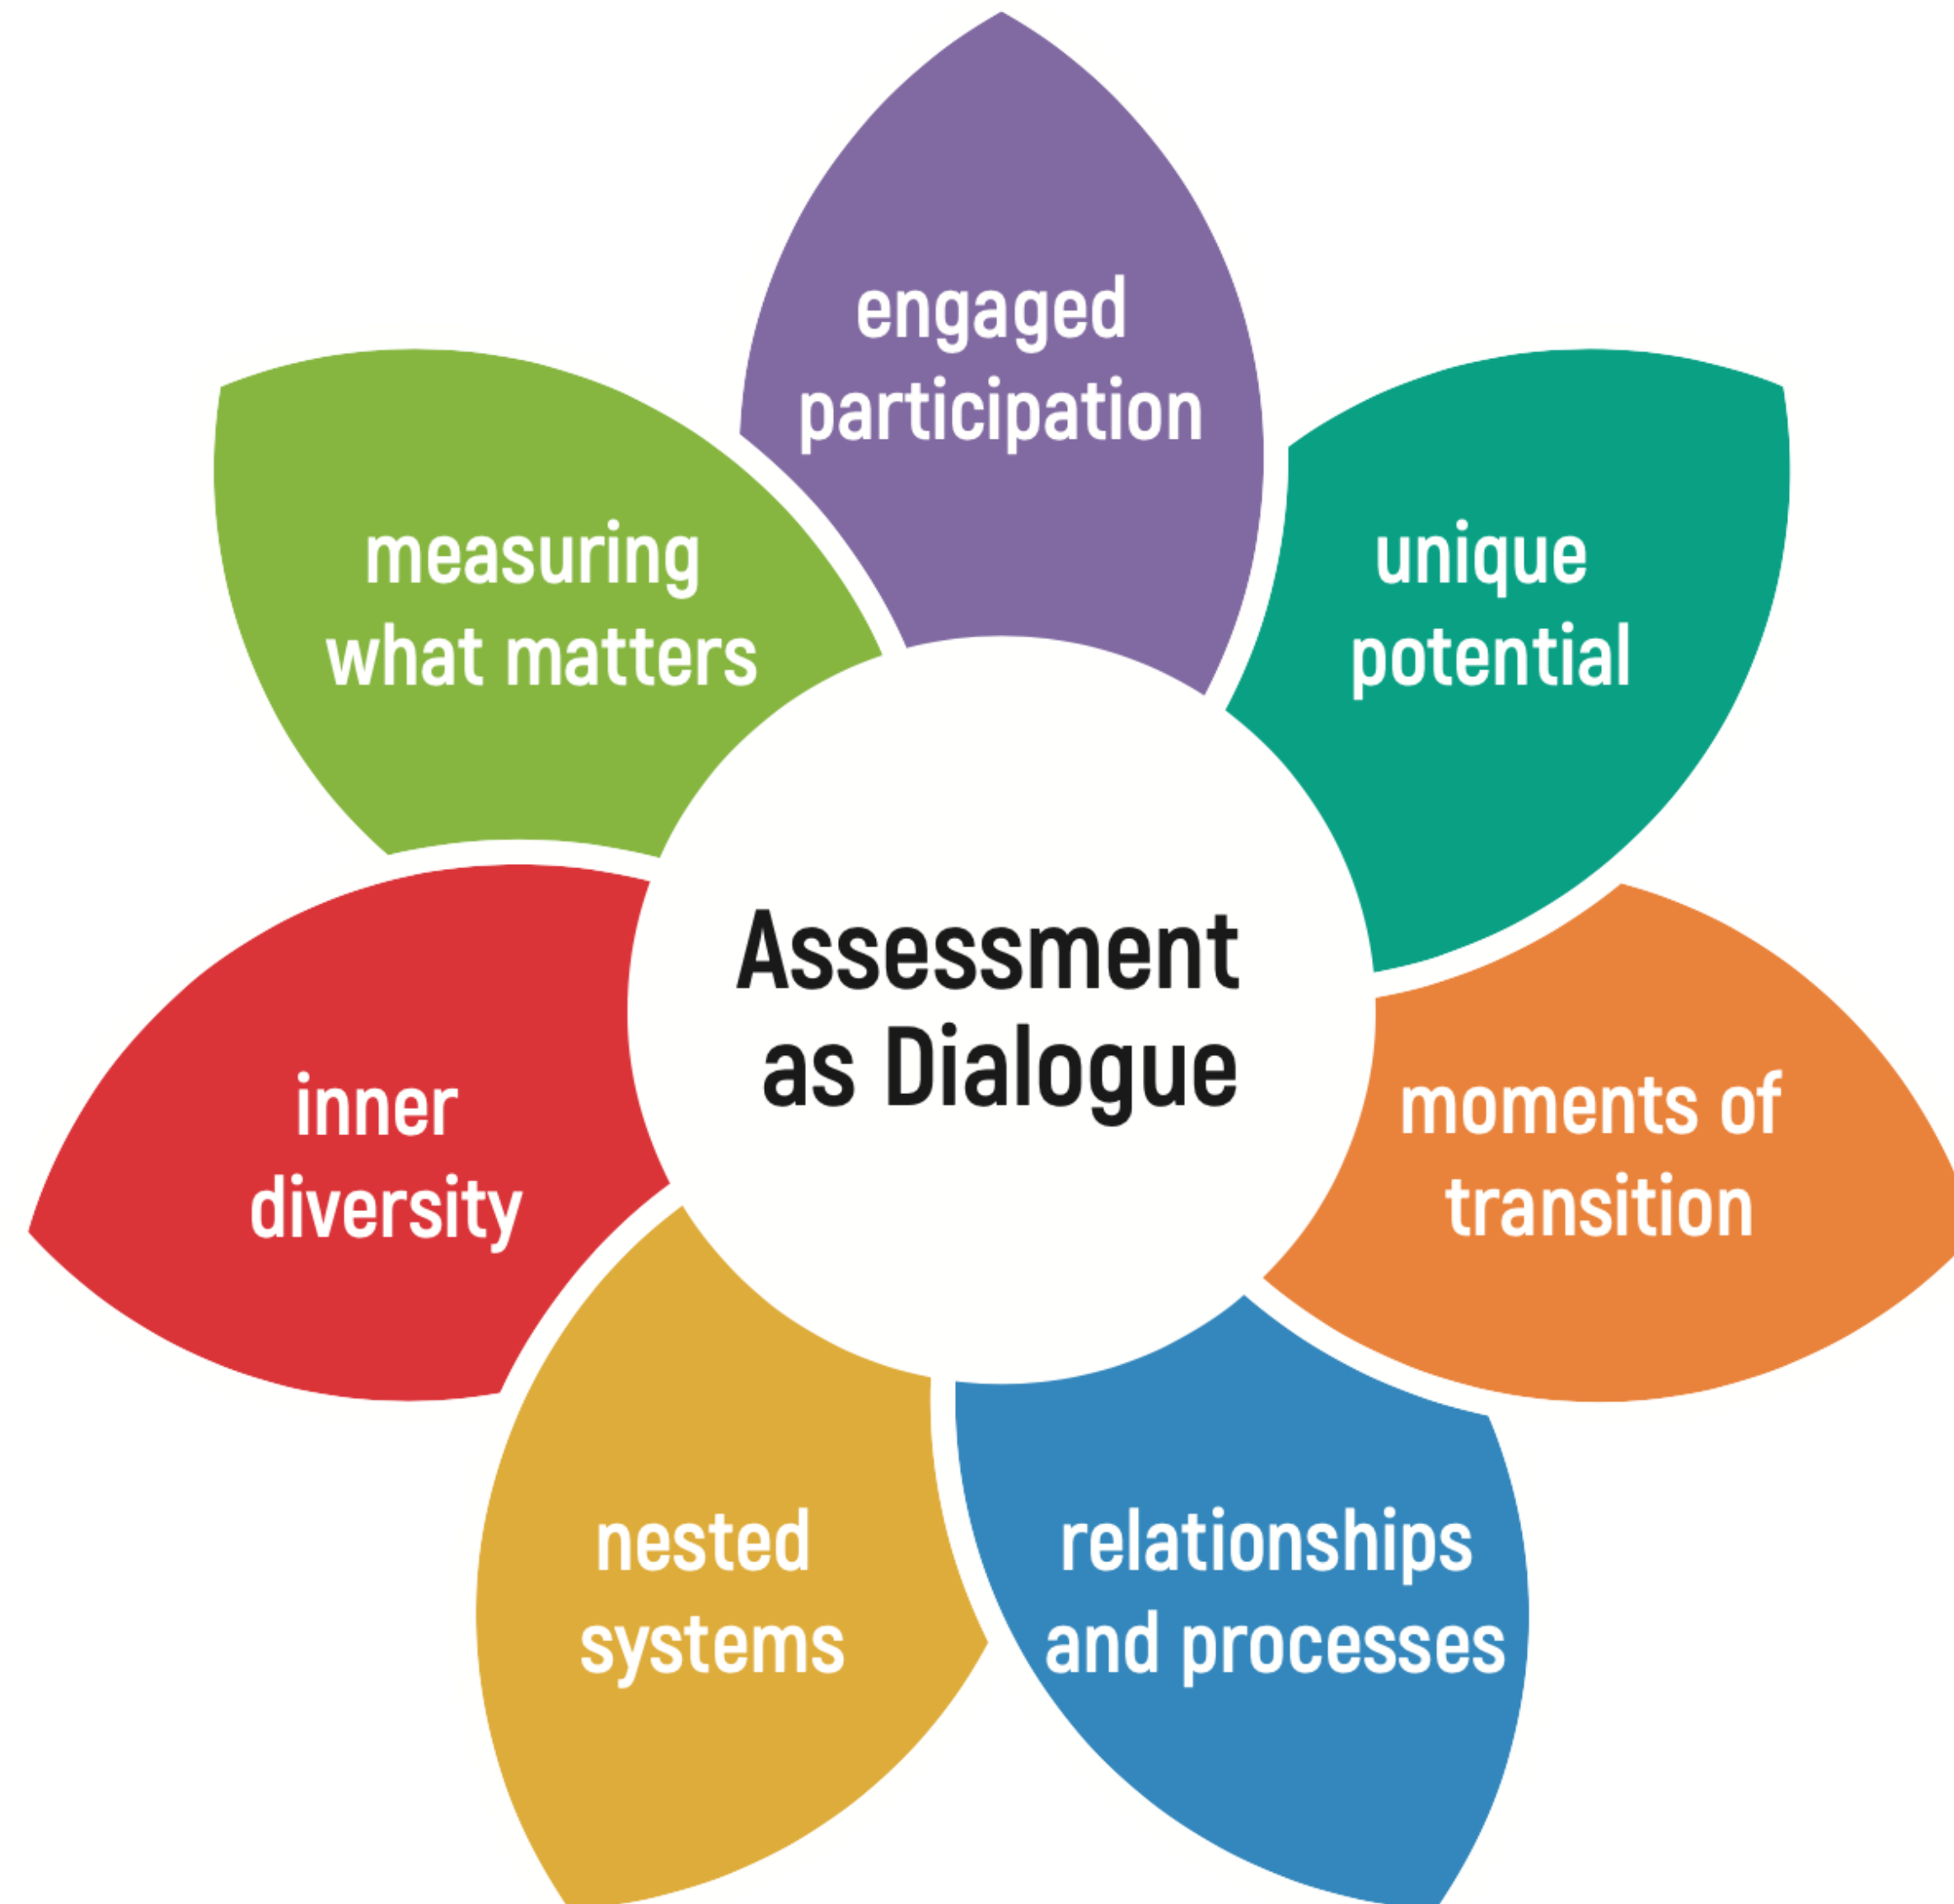 engaged
participation
unique
potential
moments of
transition
relationships
and processes
nested
systems
inner
diversity
measuring
what matters
Assessment
as Dialogue